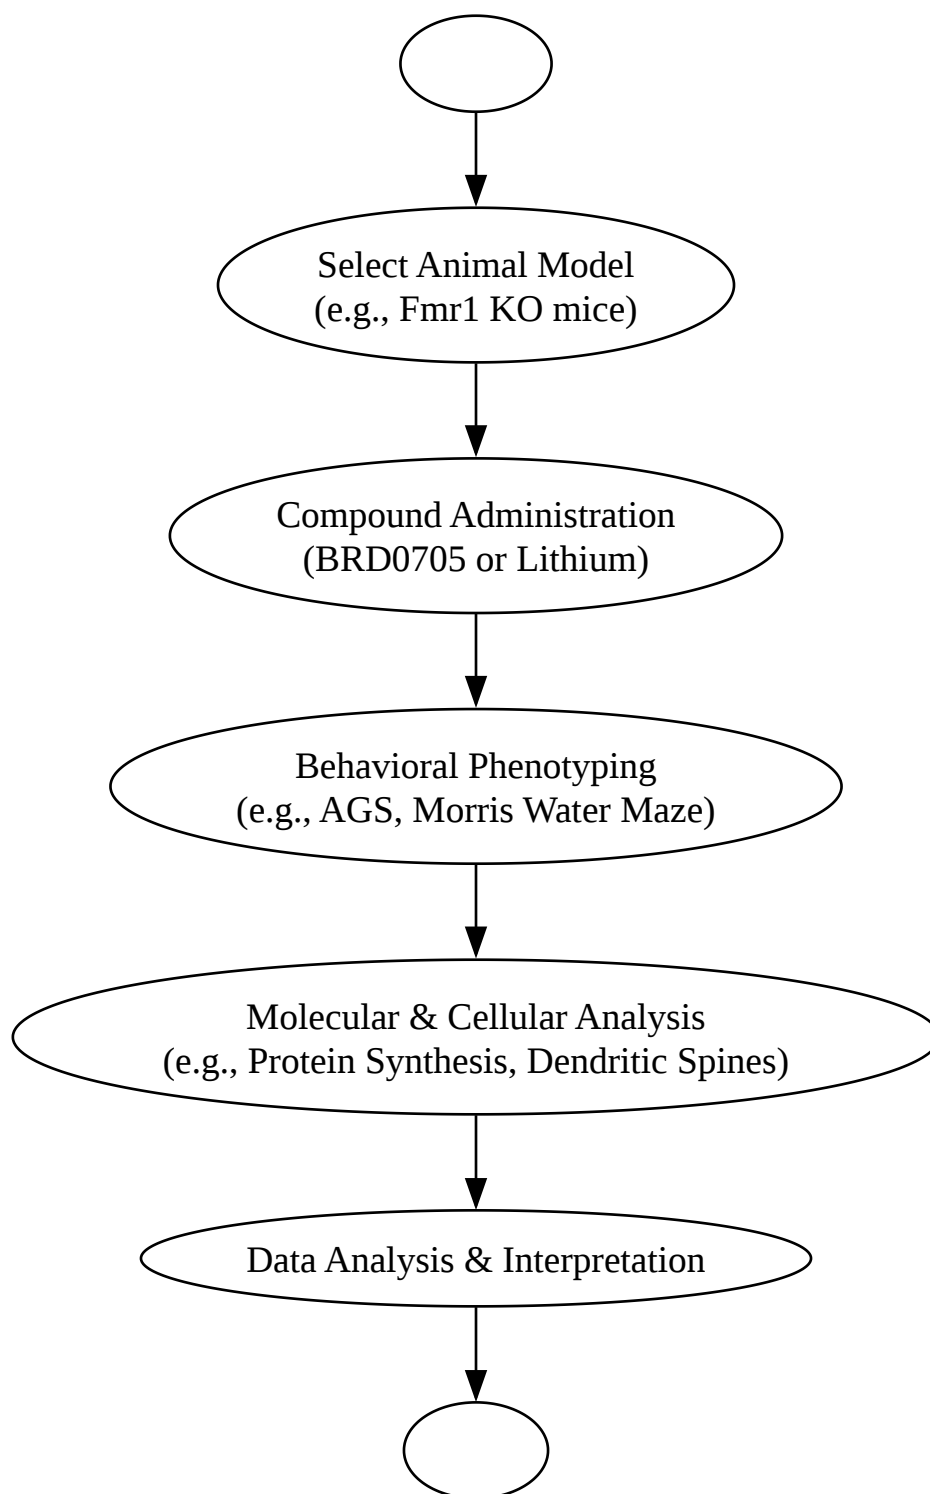 Select Animal Model
(e.g., Fmr1 KO mice)
Compound Administration
(BRD0705 or Lithium)
Behavioral Phenotyping
(e.g., AGS, Morris Water Maze)
Molecular & Cellular Analysis
(e.g., Protein Synthesis, Dendritic Spines)
Data Analysis & Interpretation